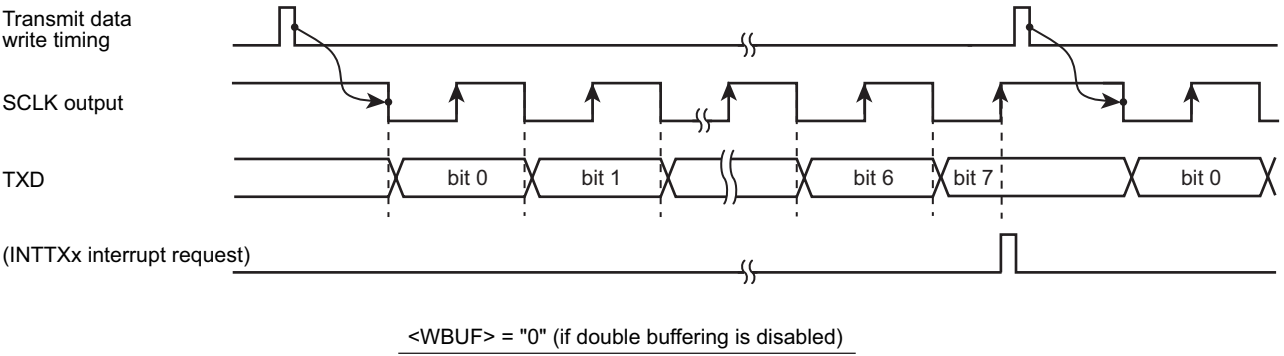 Transmit data
write timing
SCLK output
TXD
bit 0
bit 1
bit 6
bit 7
bit 0
(INTTXx interrupt request)
<WBUF> = "0" (if double buffering is disabled)